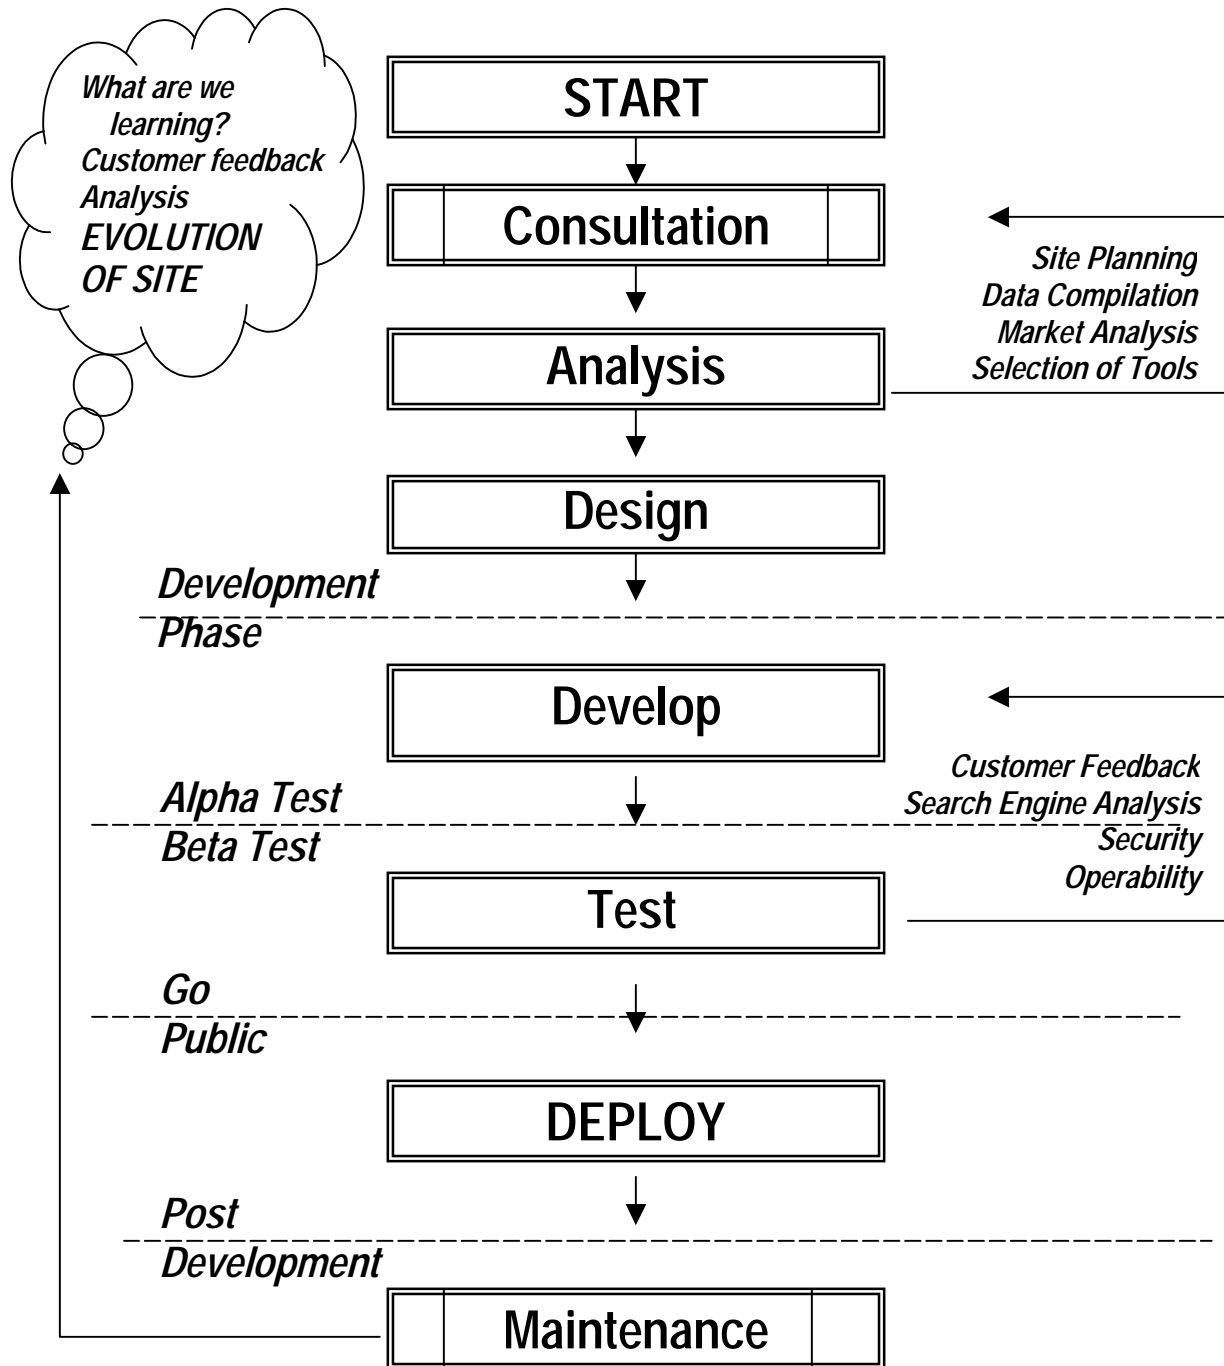 What are we
learning?
Customer feedback
Analysis
EVOLUTION
OF SITE
START
Consultation
Site Planning
Data Compilation
Market Analysis
Selection of Tools
Analysis
Design
Development
Phase
Develop
Customer Feedback
Search Engine Analysis
Security
Operability
Alpha Test
Beta Test
Test
Go
Public
DEPLOY
Post
Development
Maintenance